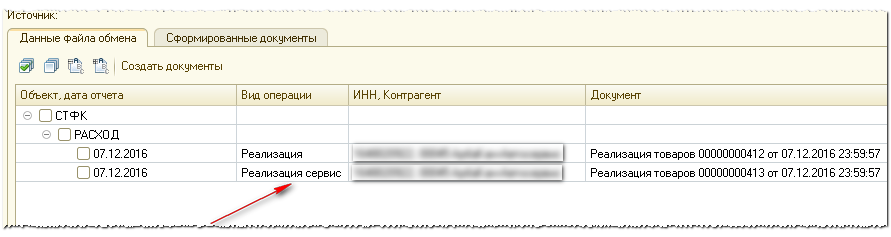 Источник:
Данные файла обмена Сформированные документы
Создать документы
Объект, дата отчета Вид операции ИНН, Контрагент Документ
СТФК
РАСХОД
07.12.2016 Реализация Реализация товаров 00000000412 от 07.12.2016 23:59:57
07.12.2016 Реализация сервис Реализация товаров 00000000413 от 07.12.2016 23:59:57